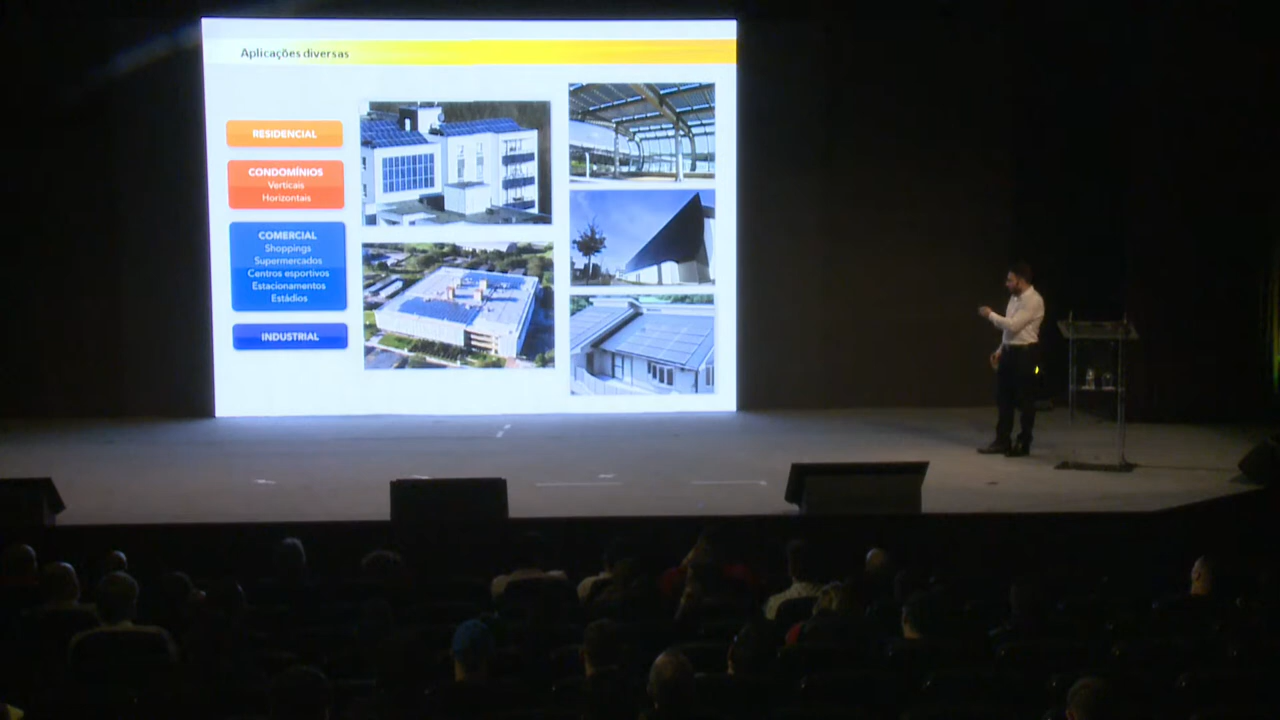 Aplicações diversas
RESIDENCIAL
CONDOMÍNIOS
Verticais
Horizontais
COMERCIAL
Shoppings
Supermercados
Centros esportivos
Estacionamentos
Estádios
INDUSTRIAL